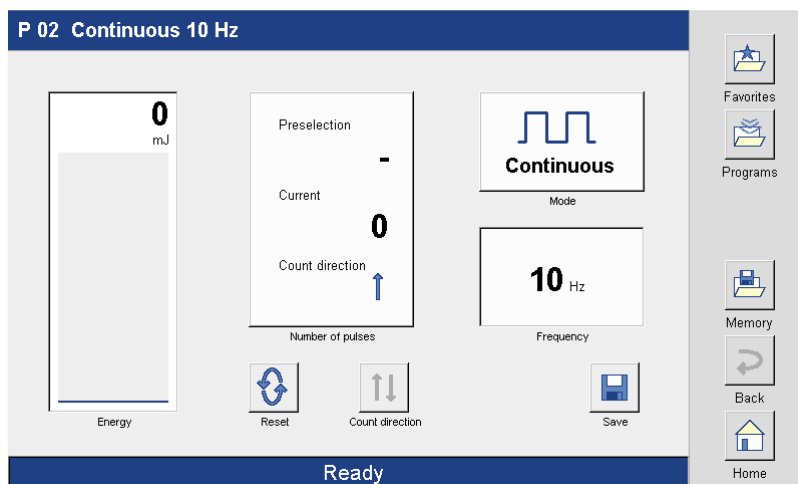 P 02 Continuous 10 Hz
0
mJ
Energy
Preselection
-
Current
0
Count direction
Number of pulses
Continuous
Mode
10 Hz
Frequency
Reset
Count direction
Save
Ready
Favorites
Programs
Memory
Back
Home